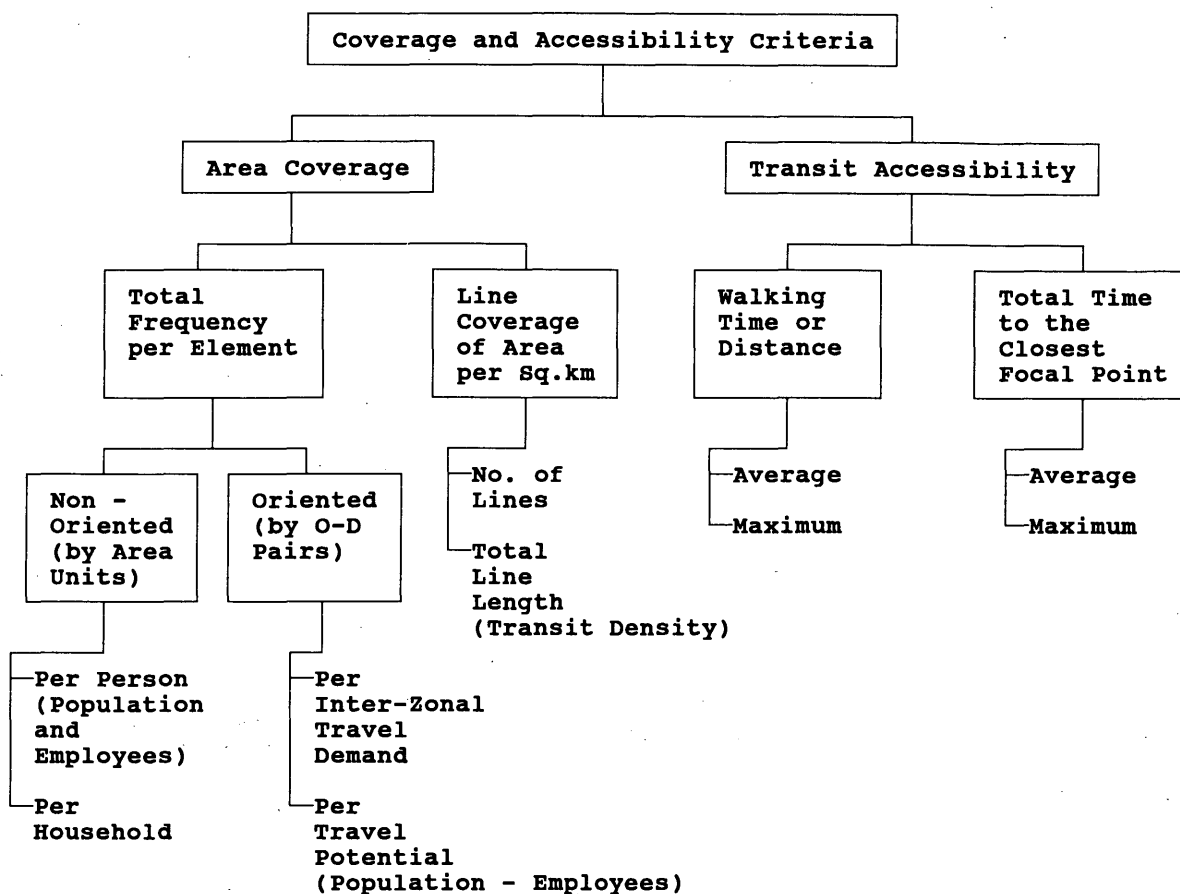 Coverage and Accessibility Criteria
Area Coverage
Transit Accessibility
Total
Frequency
per Element
Line
Coverage
of Area
per Sq.km
Walking
Time or
Distance
Total Time
to the
Closest
Focal Point
Non -
Oriented
(by Area
Units)
Oriented
(by O-D
Pairs)
No. of
Lines
Total
Line
Length
(Transit Density)
Average
Maximum
Average
Maximum
Per Person
(Population
and
Employees)
Per
Household
Per
Inter-Zonal
Travel
Demand
Per
Travel
Potential
(Population - Employees)